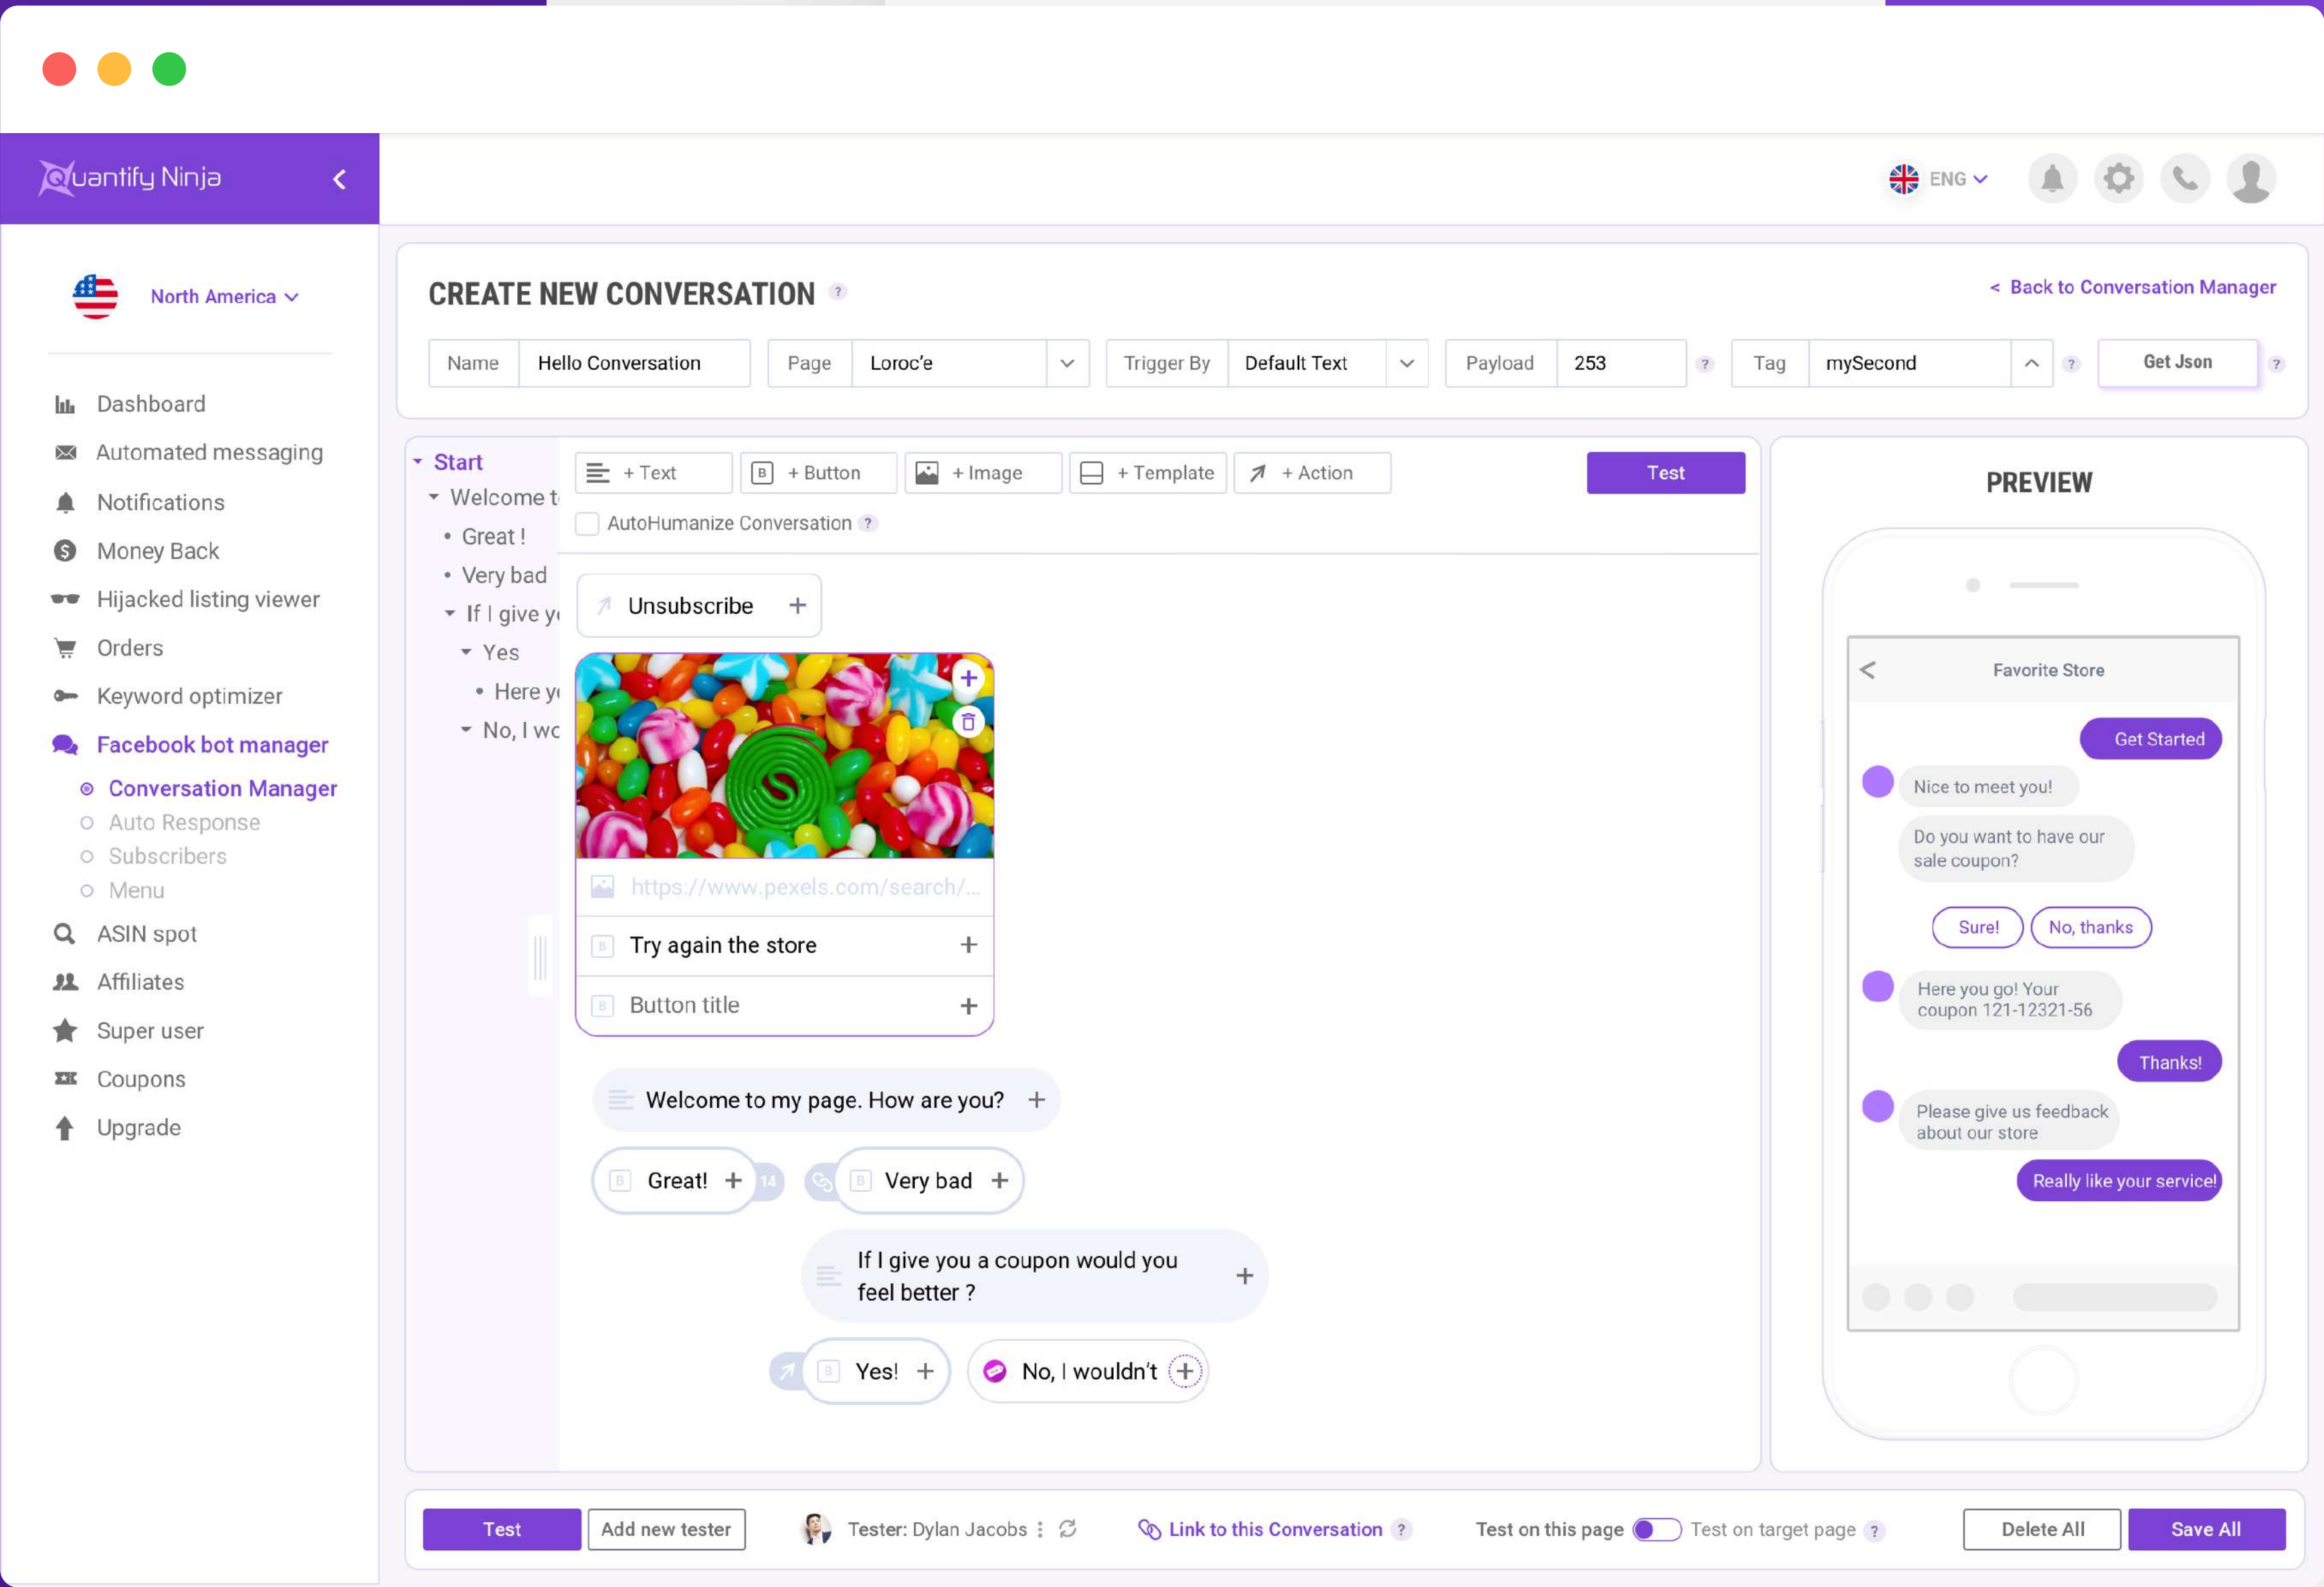 Quantify Ninja
ENG
North America
Dashboard
Automated messaging
Notifications
Money Back
Hijacked listing viewer
Orders
Keyword optimizer
Facebook bot manager
Conversation Manager
Auto Response
Subscribers
Menu
ASIN spot
Affiliates
Super user
Coupons
Upgrade
CREATE NEW CONVERSATION ?
< Back to Conversation Manager
Name Hello Conversation Page Loroc'e Trigger By Default Text Payload 253 ? Tag mySecond ? Get Json ?
Start
Welcome t
Great !
Very bad
If I give y
Yes
Here y
No, I wo
+ Text B + Button + Image + Template + Action Test
AutoHumanize Conversation ?
Unsubscribe +
https://www.pexels.com/search/...
B Try again the store +
B Button title +
Welcome to my page. How are you? +
B Great! + 14 B Very bad +
If I give you a coupon would you
feel better ? +
B Yes! + No, I wouldn't +
PREVIEW
< Favorite Store
Get Started
Nice to meet you!
Do you want to have our
sale coupon?
Sure! No, thanks
Here you go! Your
coupon 121-12321-56
Thanks!
Please give us feedback
about our store
Really like your service!
Test Add new tester Tester: Dylan Jacobs Link to this Conversation ? Test on this page Test on target page ? Delete All Save All